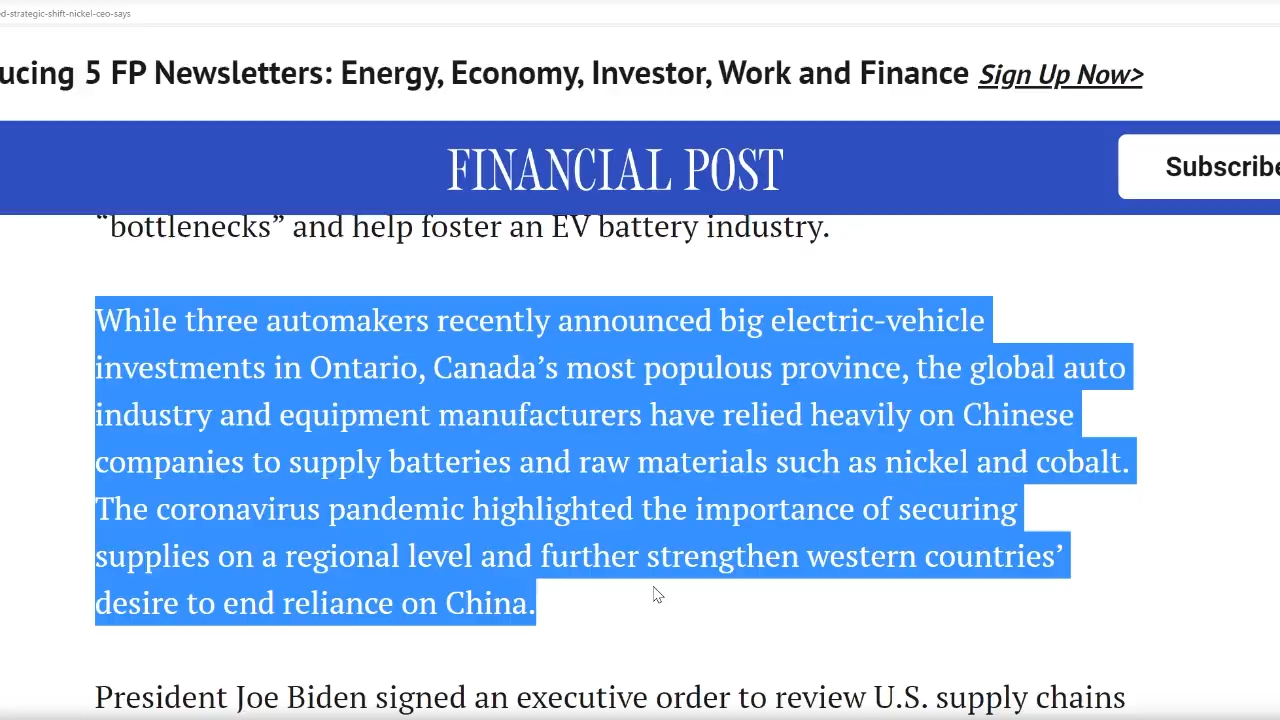 d-strategic-shift-nickel-ceo-says
ucing 5 FP Newsletters: Energy, Economy, Investor, Work and Finance Sign Up Now>
FINANCIAL POST
Subscribe
“bottlenecks” and help foster an EV battery industry.
While three automakers recently announced big electric-vehicle
investments in Ontario, Canada’s most populous province, the global auto
industry and equipment manufacturers have relied heavily on Chinese
companies to supply batteries and raw materials such as nickel and cobalt.
The coronavirus pandemic highlighted the importance of securing
supplies on a regional level and further strengthen western countries’
desire to end reliance on China.
President Joe Biden signed an executive order to review U.S. supply chains